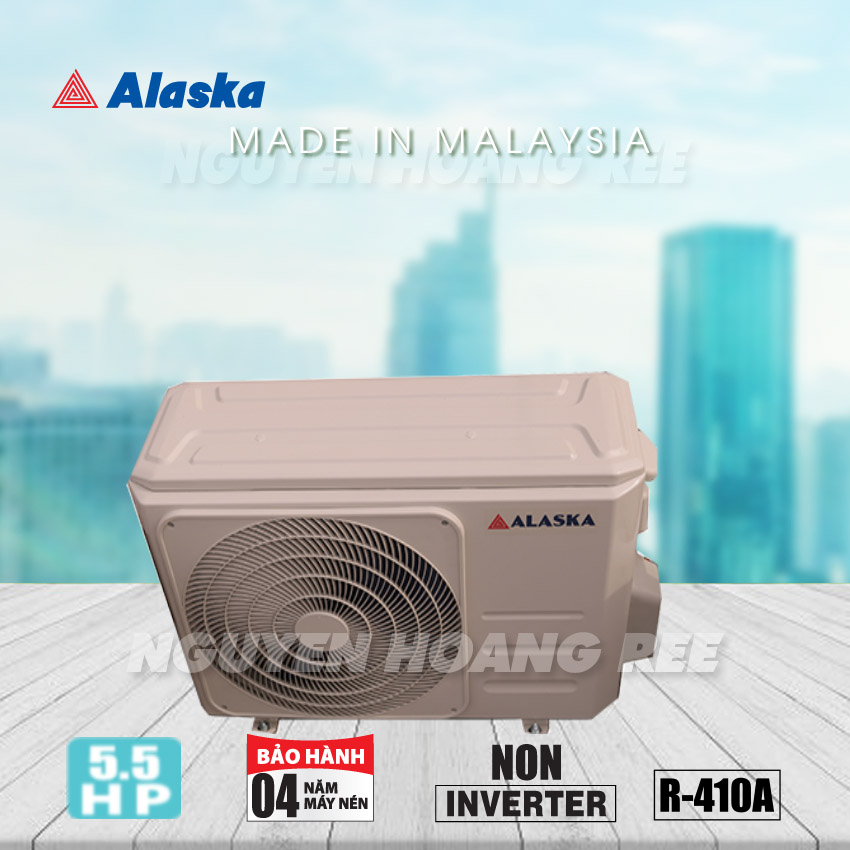 Alaska
MADE IN MALAYSIA
NGUYEN HOANG REE
ALASKA
NGUYEN HOANG REE
5.5
HP
BẢO HÀNH
04 NĂM
MÁY NÉN
NON
INVERTER
R-410A